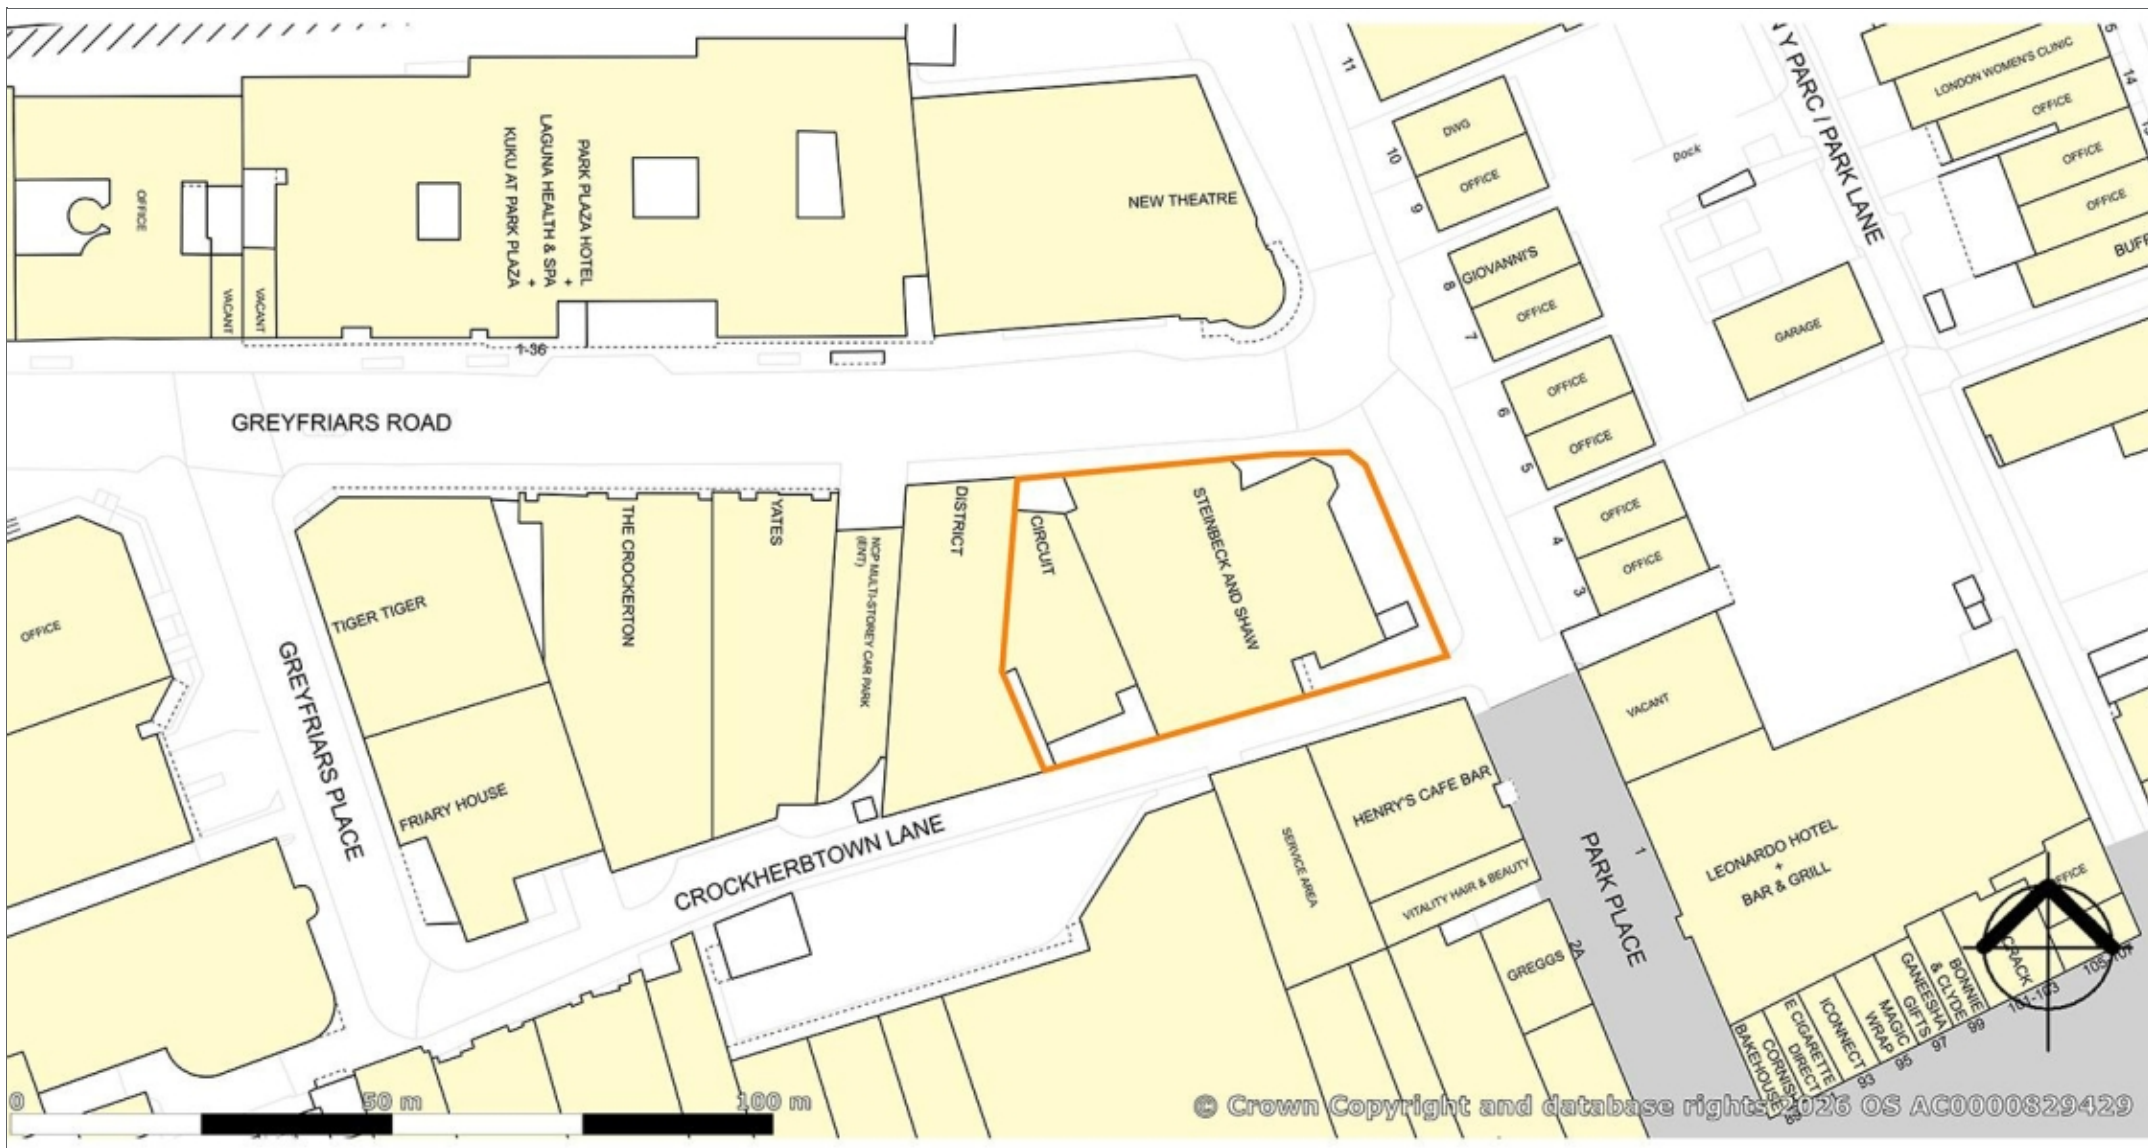 11
N Y PARC / PARK LANE
LONDON WOMEN'S CLINIC
5
14
OFFICE
DWG
OFFICE
10
9
Dock
OFFICE
OFFICE
OFFICE
PARK PLAZA HOTEL
+
LAGUNA HEALTH & SPA
+
KUKU AT PARK PLAZA
NEW THEATRE
GIOVANNI'S
OFFICE
8
7
GARAGE
VACANT
VACANT
1-36
OFFICE
OFFICE
6
5
GREYFRIARS ROAD
OFFICE
OFFICE
4
3
DISTRICT
CIRCUIT
STEINBECK AND SHAW
YATES
THE CROCKERTON
NCP MULTI-STOREY CAR PARK
(ENT)
TIGER TIGER
OFFICE
GREYFRIARS PLACE
FRIARY HOUSE
VACANT
HENRY'S CAFE BAR
CROCKHERBTOWN LANE
SERVICE AREA
VITALITY HAIR & BEAUTY
PARK PLACE
1
LEONARDO HOTEL
+
BAR & GRILL
2A
GREGGS
CRACK
105-107
101-103
BONNIE
& CLYDE
99
GANEESHA
GIFTS
97
MAGIC
WRAP
95
ICONNECT
93
E CIGARETTE
DIRECT
CORNISH
BAKEHOUSE
0
50 m
100 m
© Crown Copyright and database rights 2026 OS AC0000829429